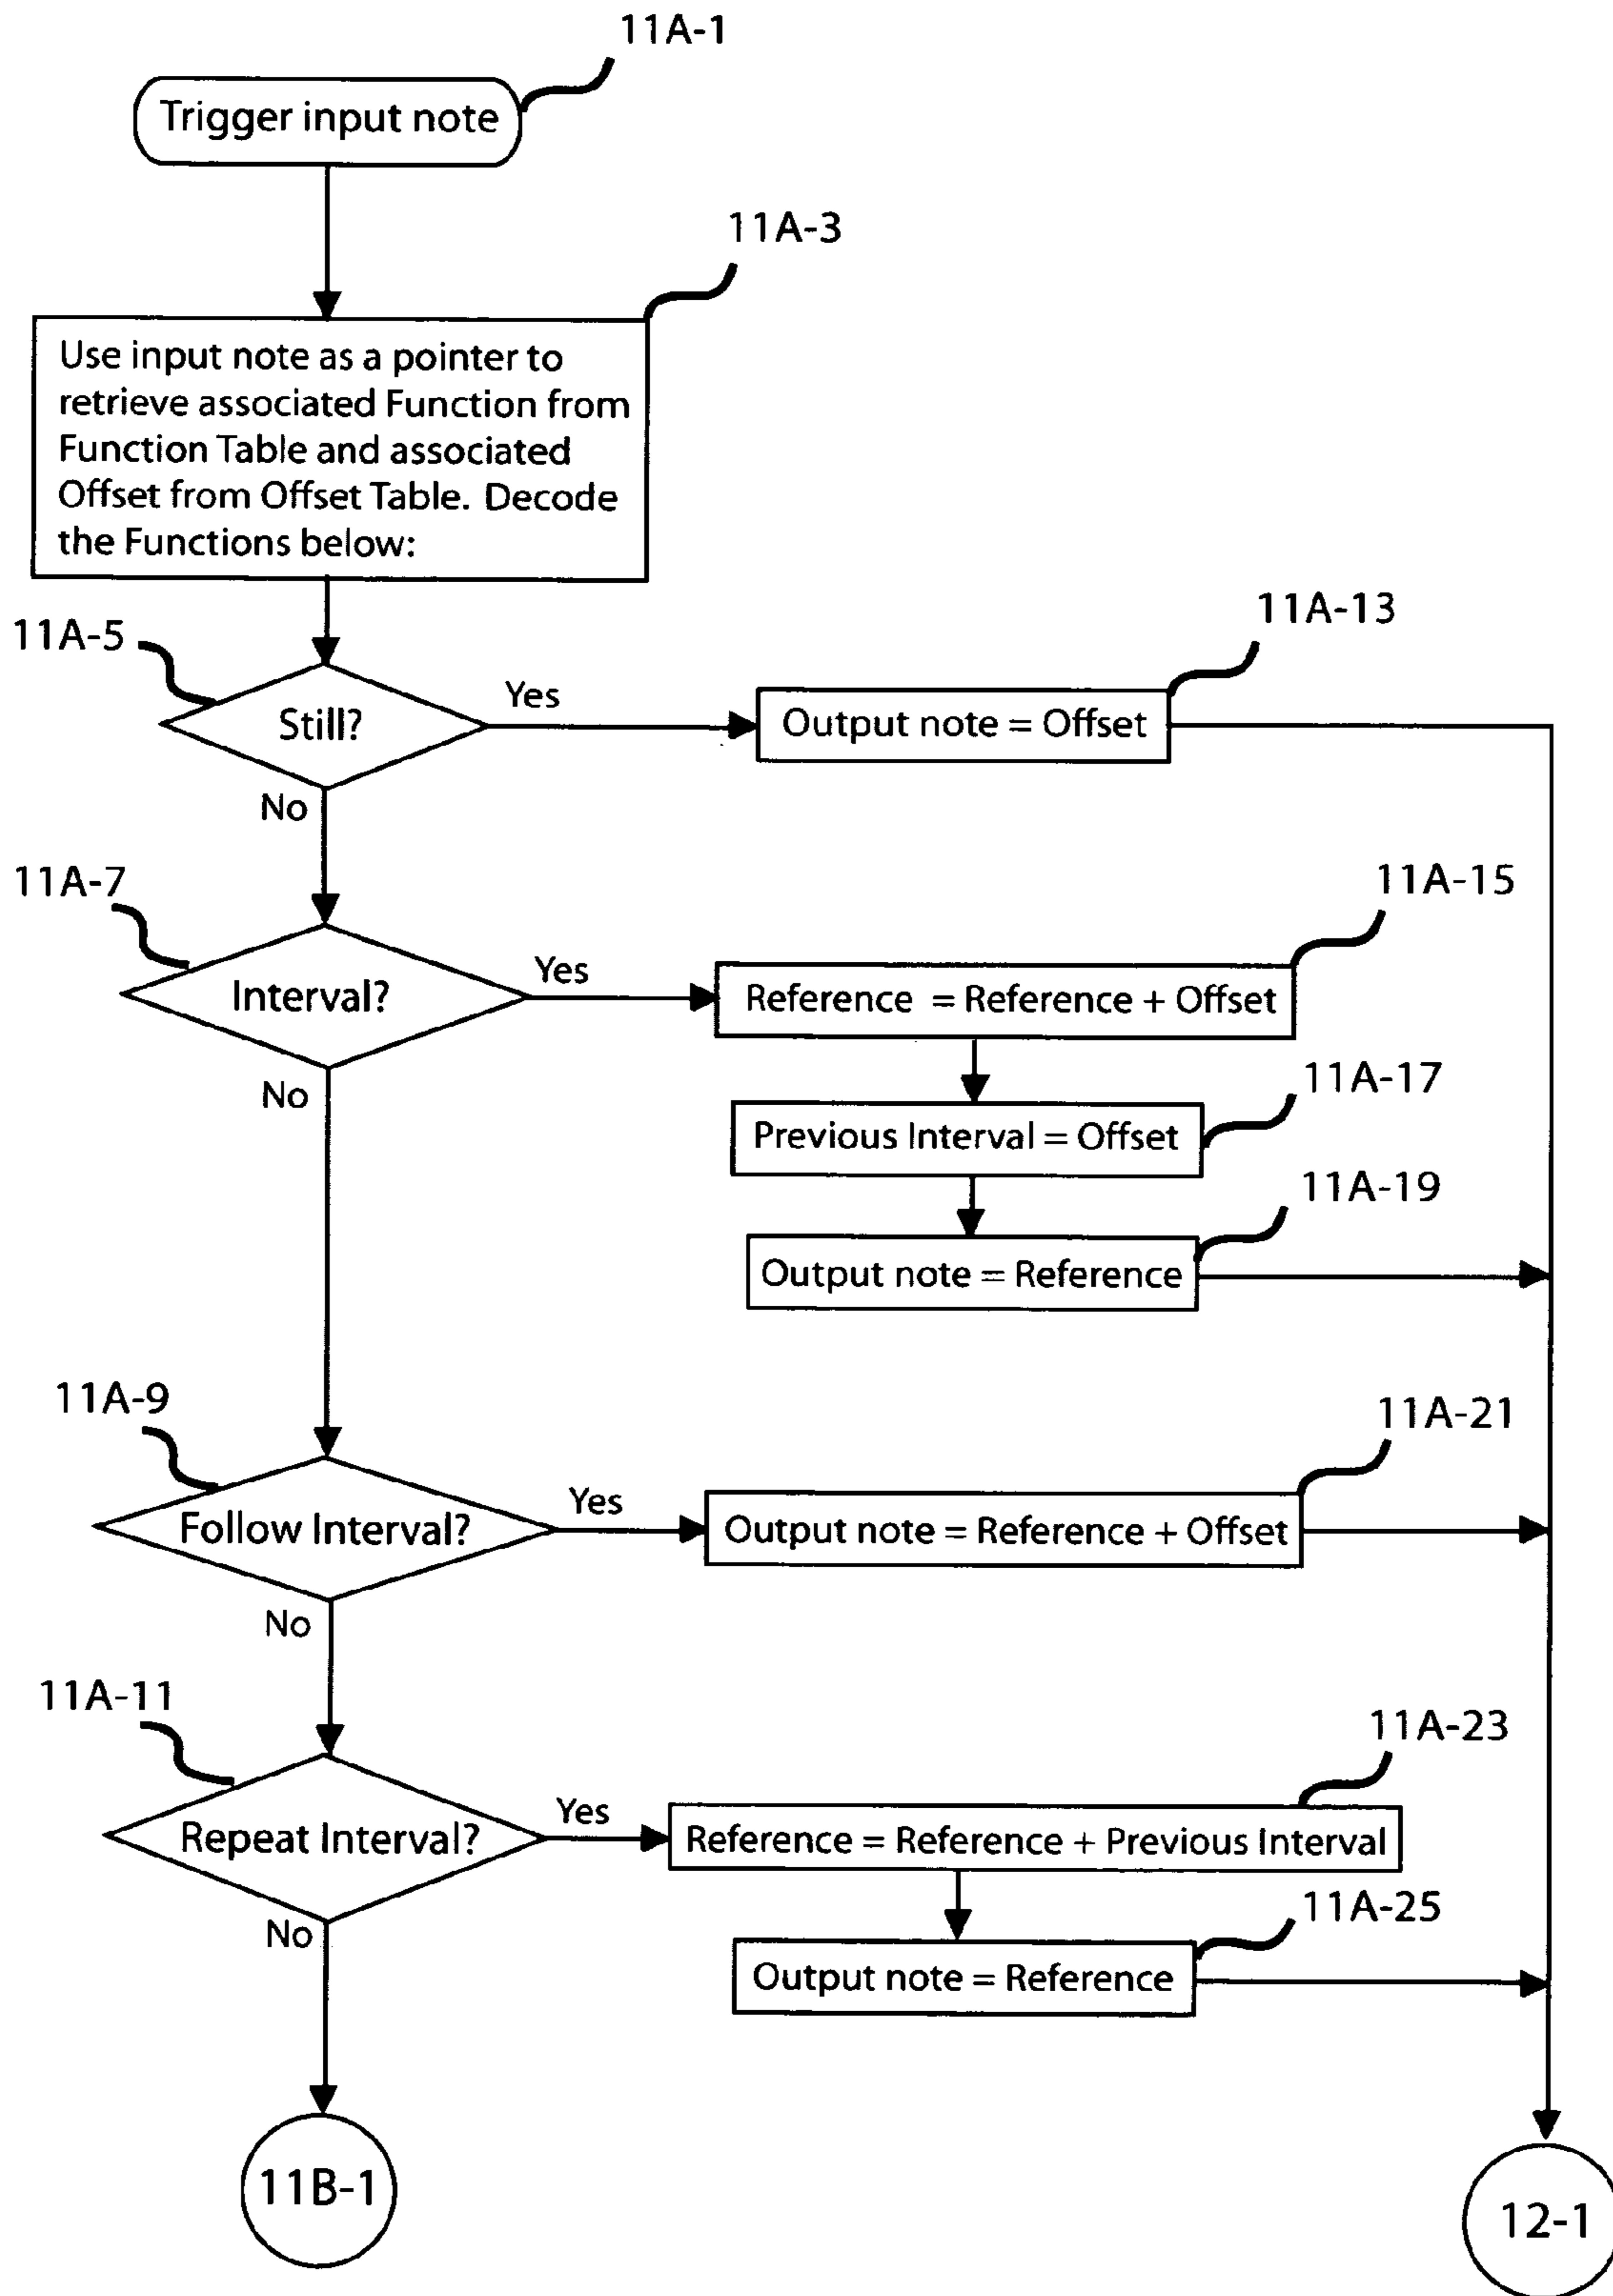 11A-1
Trigger input note
11A-3
Use input note as a pointer to
retrieve associated Function from
Function Table and associated
Offset from Offset Table. Decode
the Functions below:
11A-5
Still?
Yes
11A-13
Output note = Offset
No
11A-7
Interval?
Yes
11A-15
Reference = Reference + Offset
No
11A-17
Previous Interval = Offset
11A-19
Output note = Reference
11A-9
Follow Interval?
Yes
11A-21
Output note = Reference + Offset
No
11A-11
Repeat Interval?
Yes
11A-23
Reference = Reference + Previous Interval
No
11A-25
Output note = Reference
11B-1
12-1